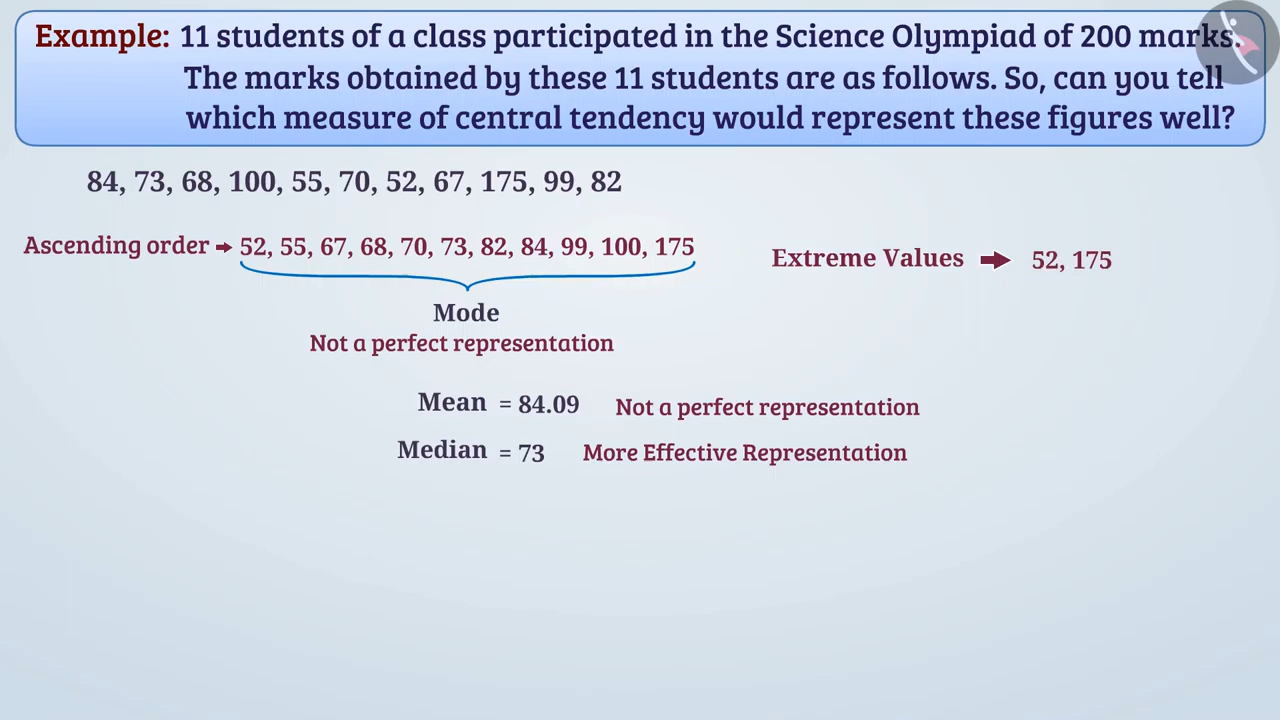 Example: 11 students of a class participated in the Science Olympiad of 200 marks.
The marks obtained by these 11 students are as follows. So, can you tell
which measure of central tendency would represent these figures well?
84, 73, 68, 100, 55, 70, 52, 67, 175, 99, 82
Ascending order → 52, 55, 67, 68, 70, 73, 82, 84, 99, 100, 175
Extreme Values → 52, 175
Mode
Not a perfect representation
Mean = 84.09 Not a perfect representation
Median = 73 More Effective Representation